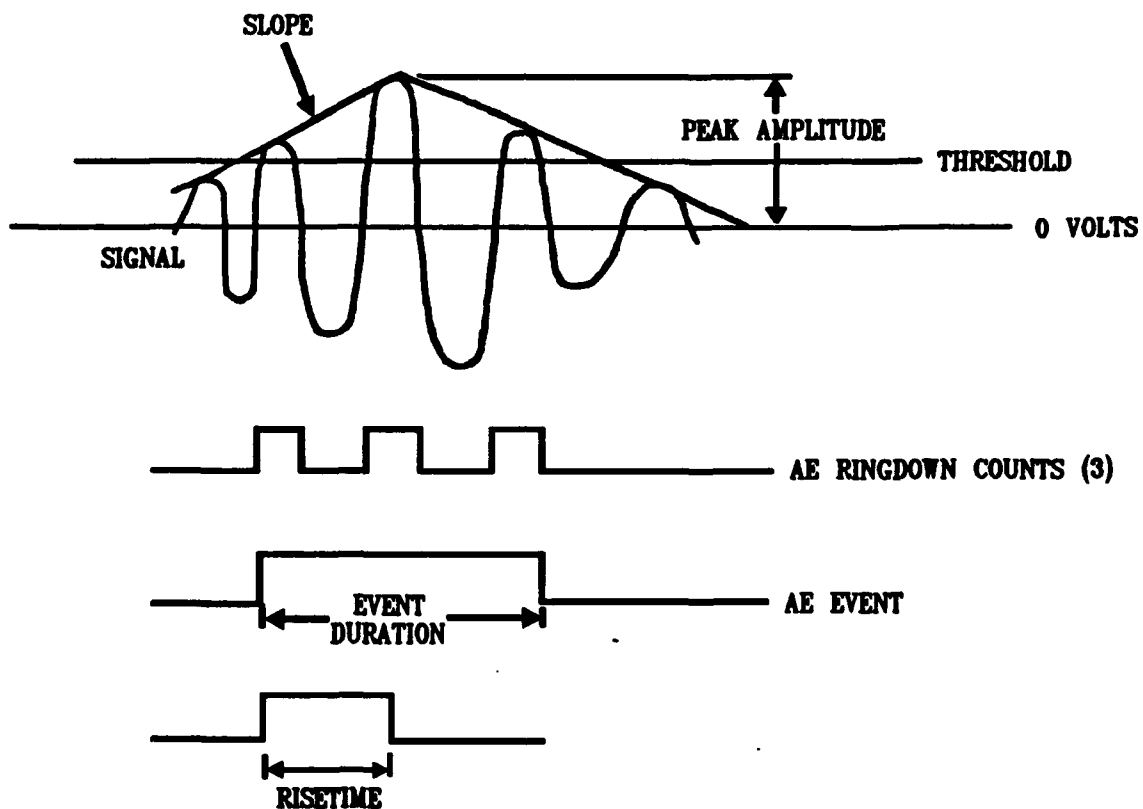 SLOPE
PEAK AMPLITUDE
THRESHOLD
0 VOLTS
SIGNAL
AE RINGDOWN COUNTS (3)
EVENT
DURATION
AE EVENT
RISETIME